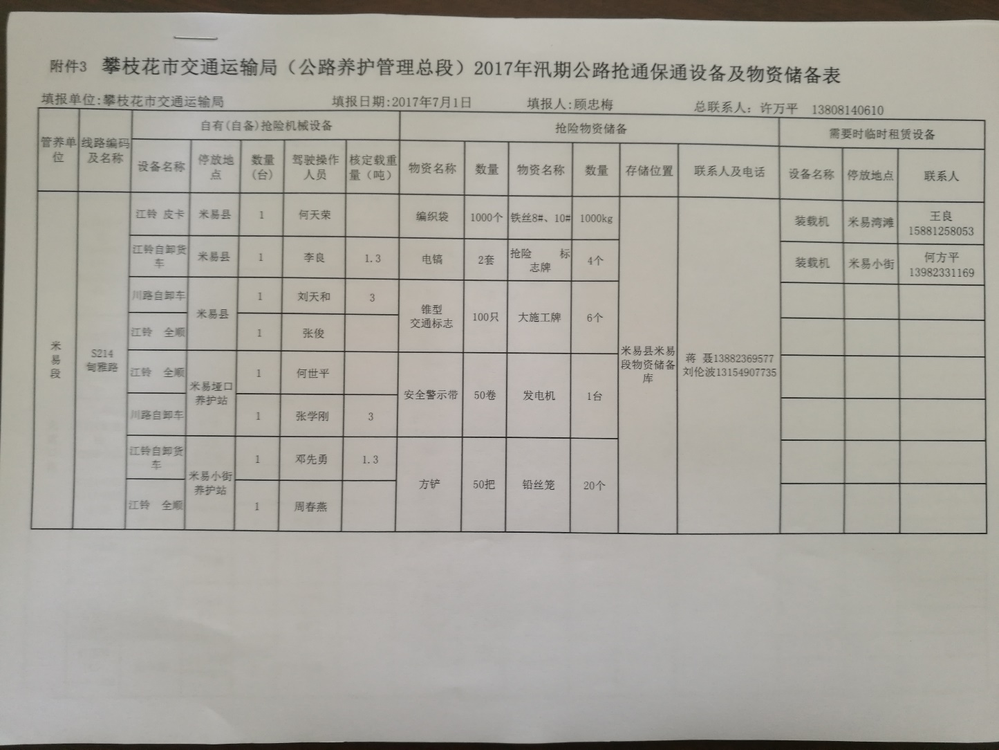 附件3 攀枝花市交通运输局（公路养护管理总段）2017年汛期公路抢通保通设备及物资储备表
填报单位:攀枝花市交通运输局 填报日期:2017年7月1日 填报人:顾忠梅 总联系人：许万平 13808140610
管养单位 线路编码及名称 自有(自备)抢险机械设备 抢险物资储备 需要时临时租赁设备
设备名称 停放地点 数量(台) 驾驶操作人员 核定载重量（吨） 物资名称 数量 物资名称 数量 存储位置 联系人及电话 设备名称 停放地点 联系人
米易段 S214 甸雅路
江铃 皮卡 米易县 1 何天荣 编织袋 1000个 铁丝8#、10# 1000kg 装载机 米易湾滩 王良 15881258053
江铃自卸货车 米易县 1 李良 1.3 电镐 2套 抢险 标志牌 4个 装载机 米易小街 何方平 13982331169
川路自卸车 米易县 1 刘天和 3 锥型交通标志 100只 大施工牌 6个
江铃 全顺 1 张俊
米易县米易段物资储备库 蒋 聂13882369577 刘伦波13154907735
江铃 全顺 米易垭口养护站 1 何世平 安全警示带 50卷 发电机 1台
川路自卸车 1 张学刚 3
江铃自卸货车 米易小街养护站 1 邓先勇 1.3 方铲 50把 铅丝笼 20个
江铃 全顺 1 周春燕